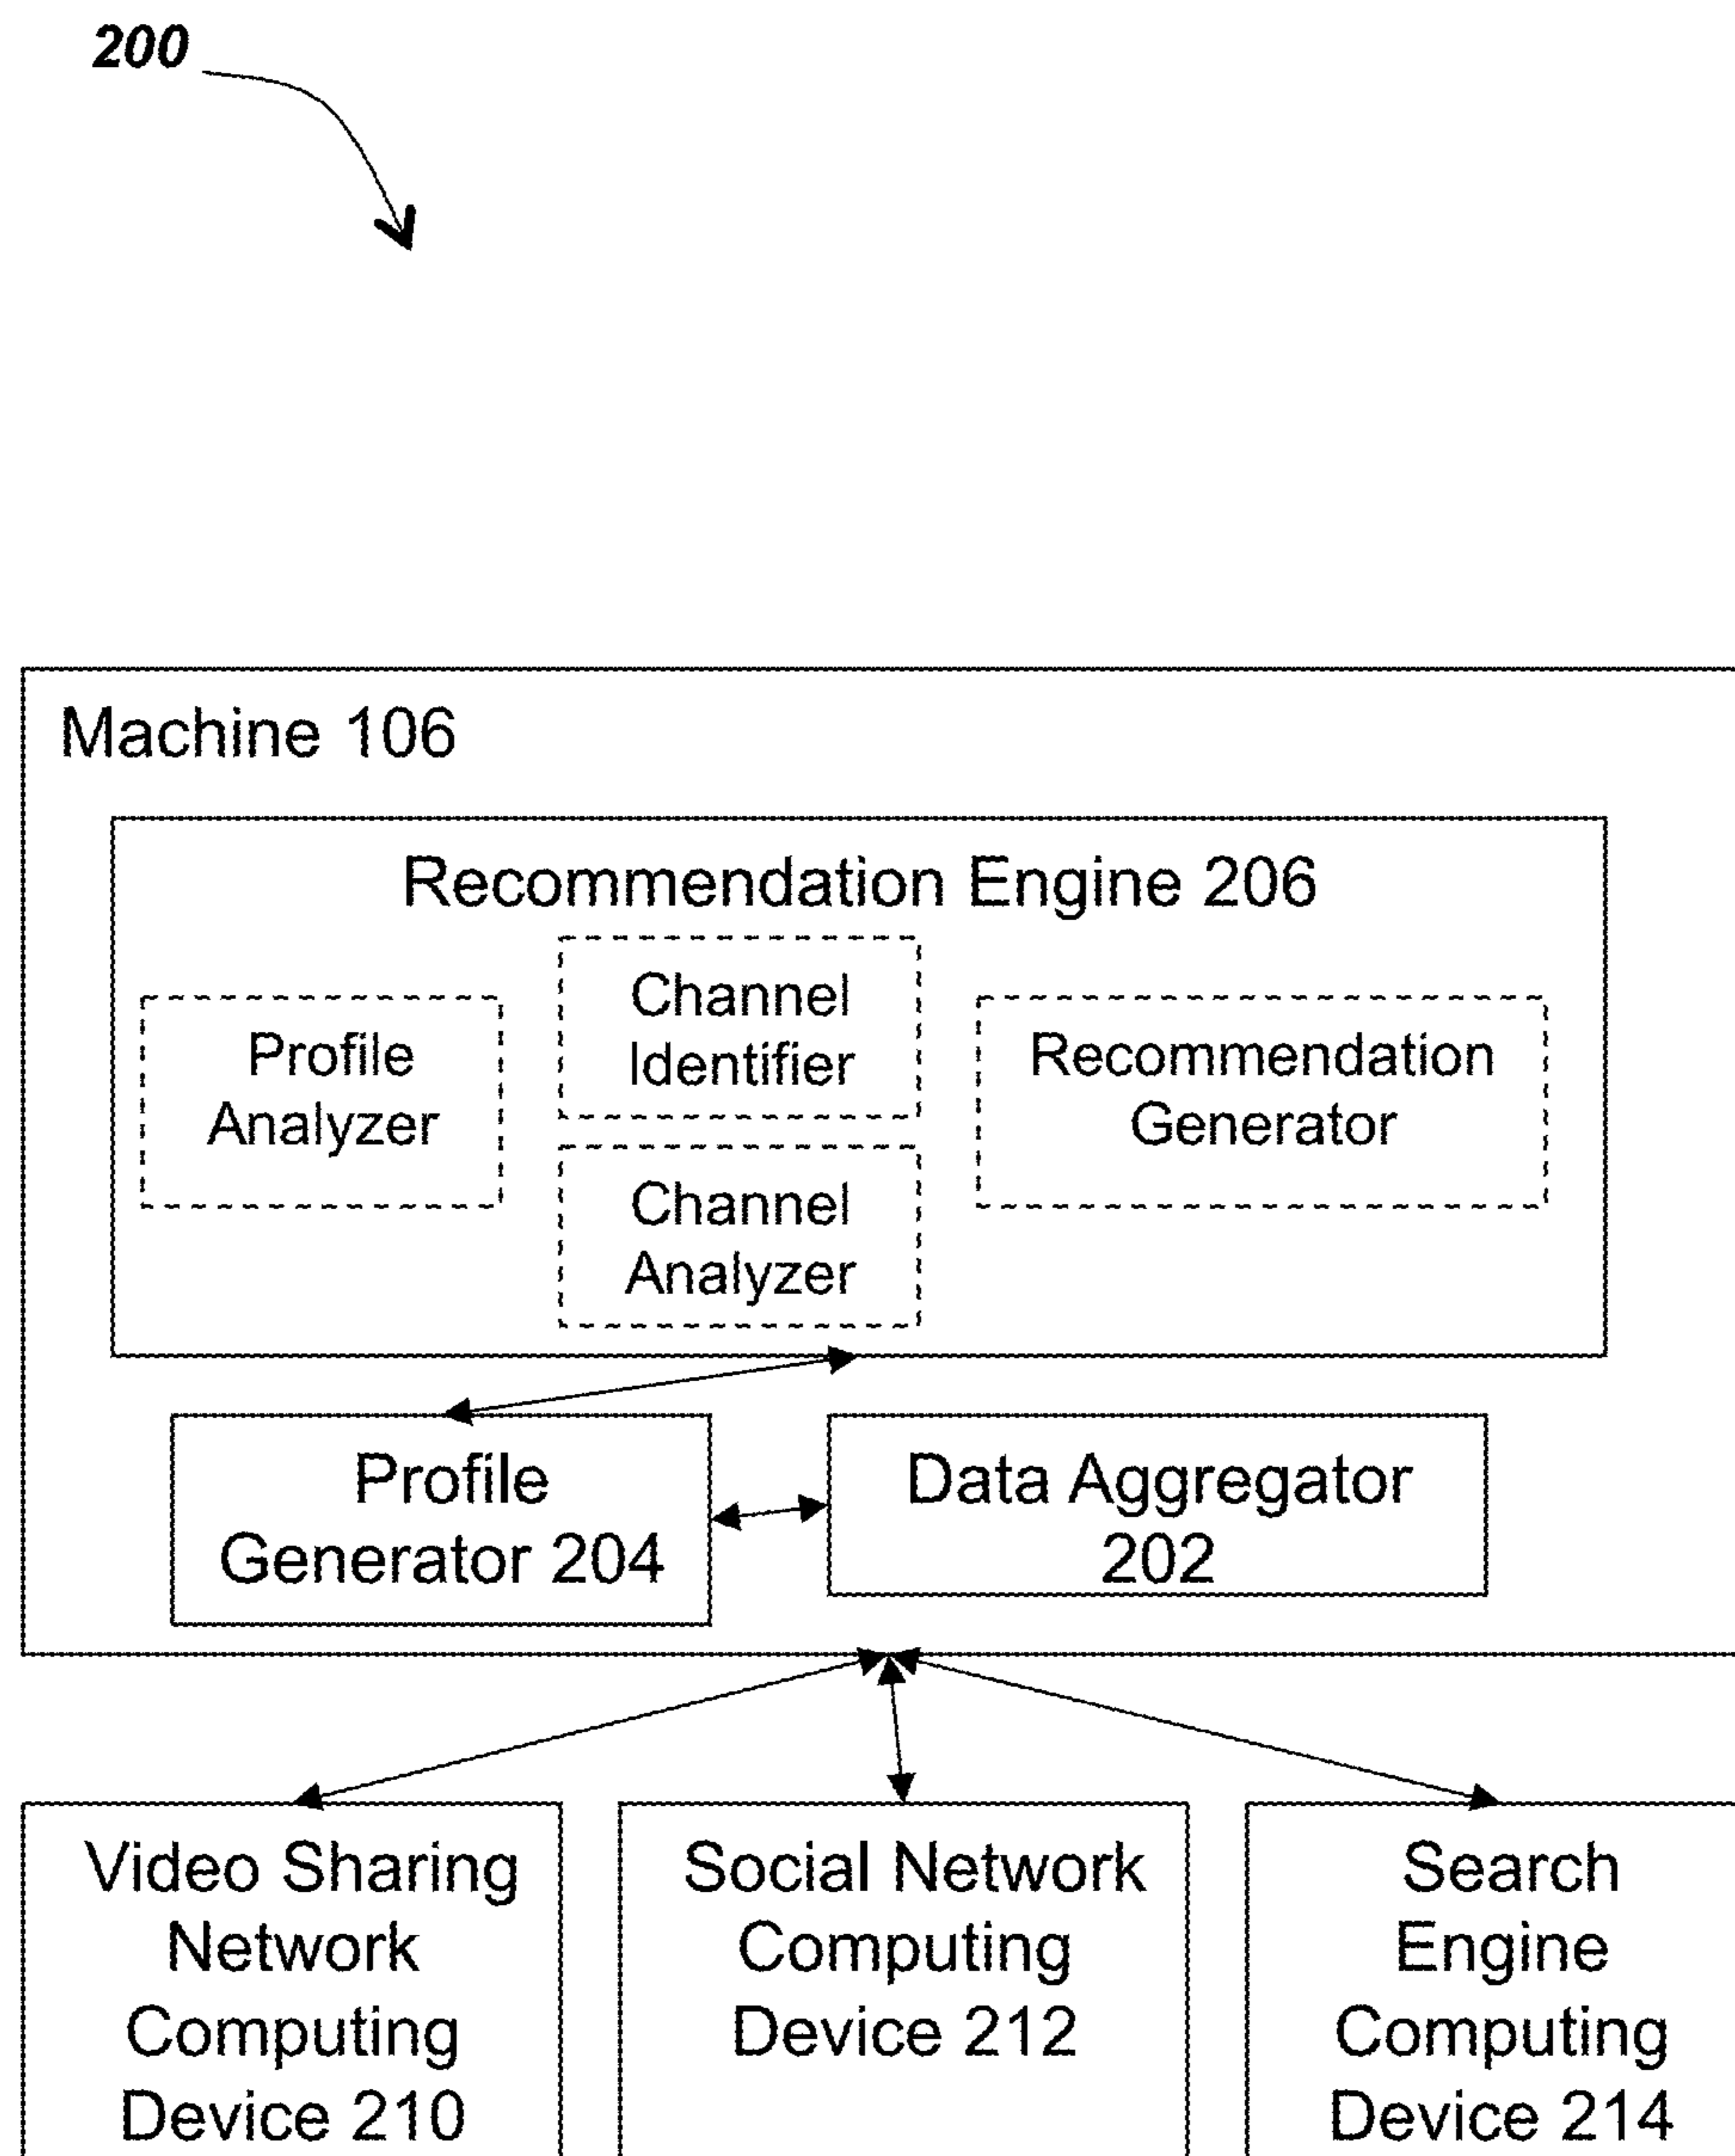 200
Machine 106
Recommendation Engine 206
Profile
Analyzer
Channel
Identifier
Channel
Analyzer
Recommendation
Generator
Profile
Generator 204
Data Aggregator
202
Video Sharing
Network
Computing
Device 210
Social Network
Computing
Device 212
Search
Engine
Computing
Device 214